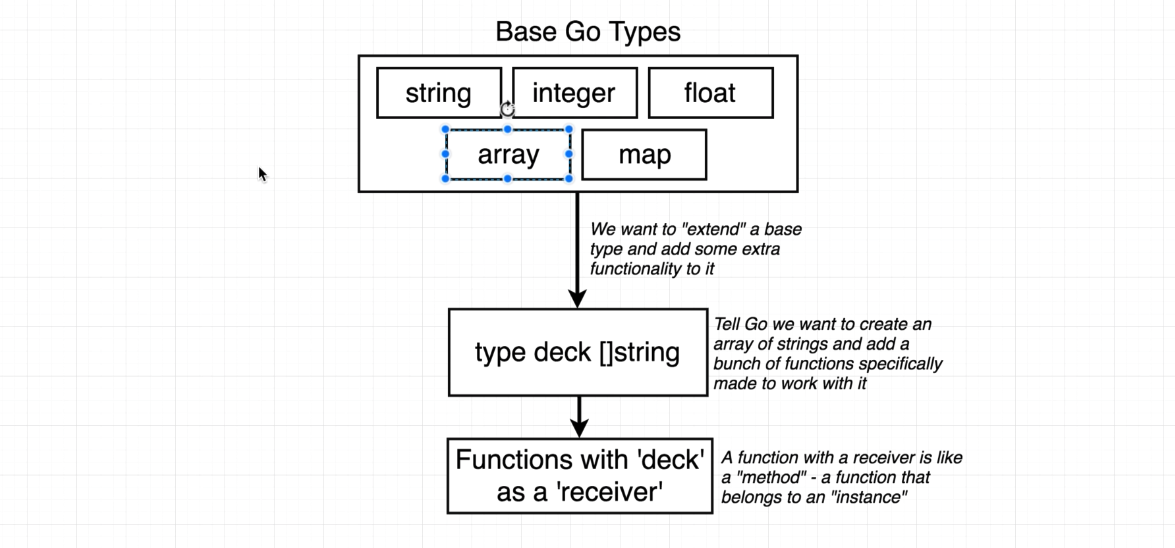 Base Go Types
string integer float
array map
We want to "extend" a base
type and add some extra
functionality to it
type deck []string
Tell Go we want to create an
array of strings and add a
bunch of functions specifically
made to work with it
Functions with 'deck'
as a 'receiver'
A function with a receiver is like
a "method" - a function that
belongs to an "instance"